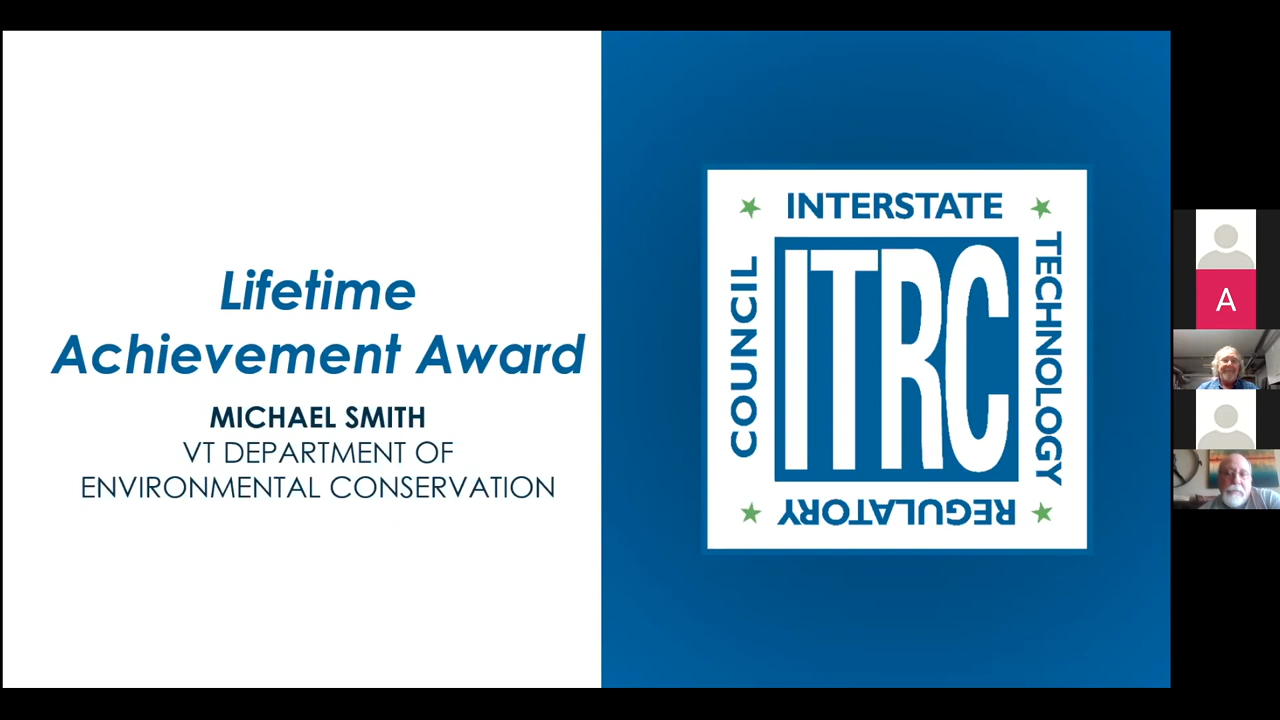 Lifetime
Achievement Award
MICHAEL SMITH
VT DEPARTMENT OF
ENVIRONMENTAL CONSERVATION
INTERSTATE
TECHNOLOGY
REGULATORY
COUNCIL
ITRC
A